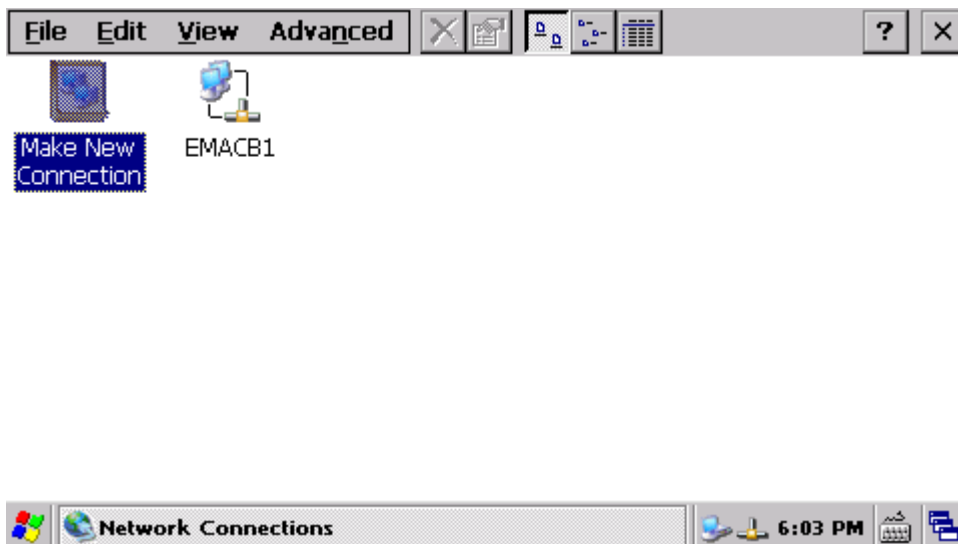 File Edit View Advanced ?
Make New
Connection
EMACB1
Network Connections 6:03 PM